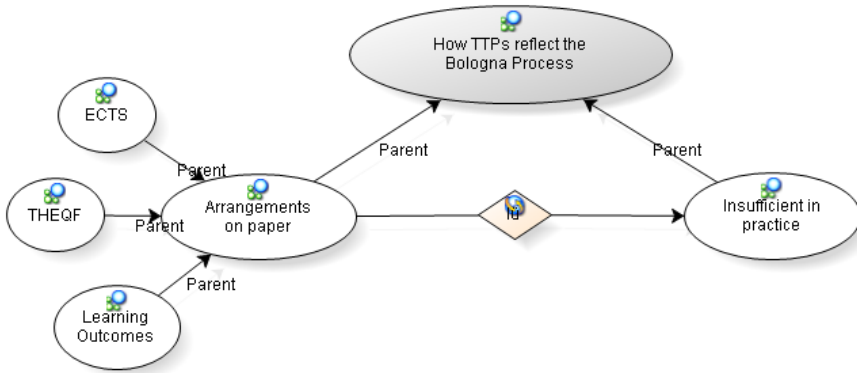 How TTPs reflect the
Bologna Process
ECTS
Parent
Parent
Parent
THEQF
Parent
Arrangements
on paper
Insufficient in
practice
Parent
Learning
Outcomes